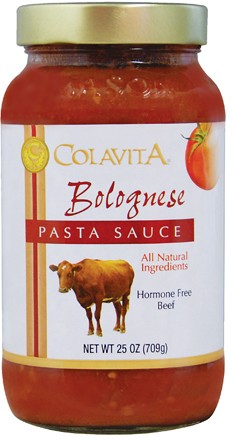 COLAVITA®
Bolognese
PASTA SAUCE
All Natural
Ingredients
Hormone Free
Beef
NET WT 25 OZ (709g)